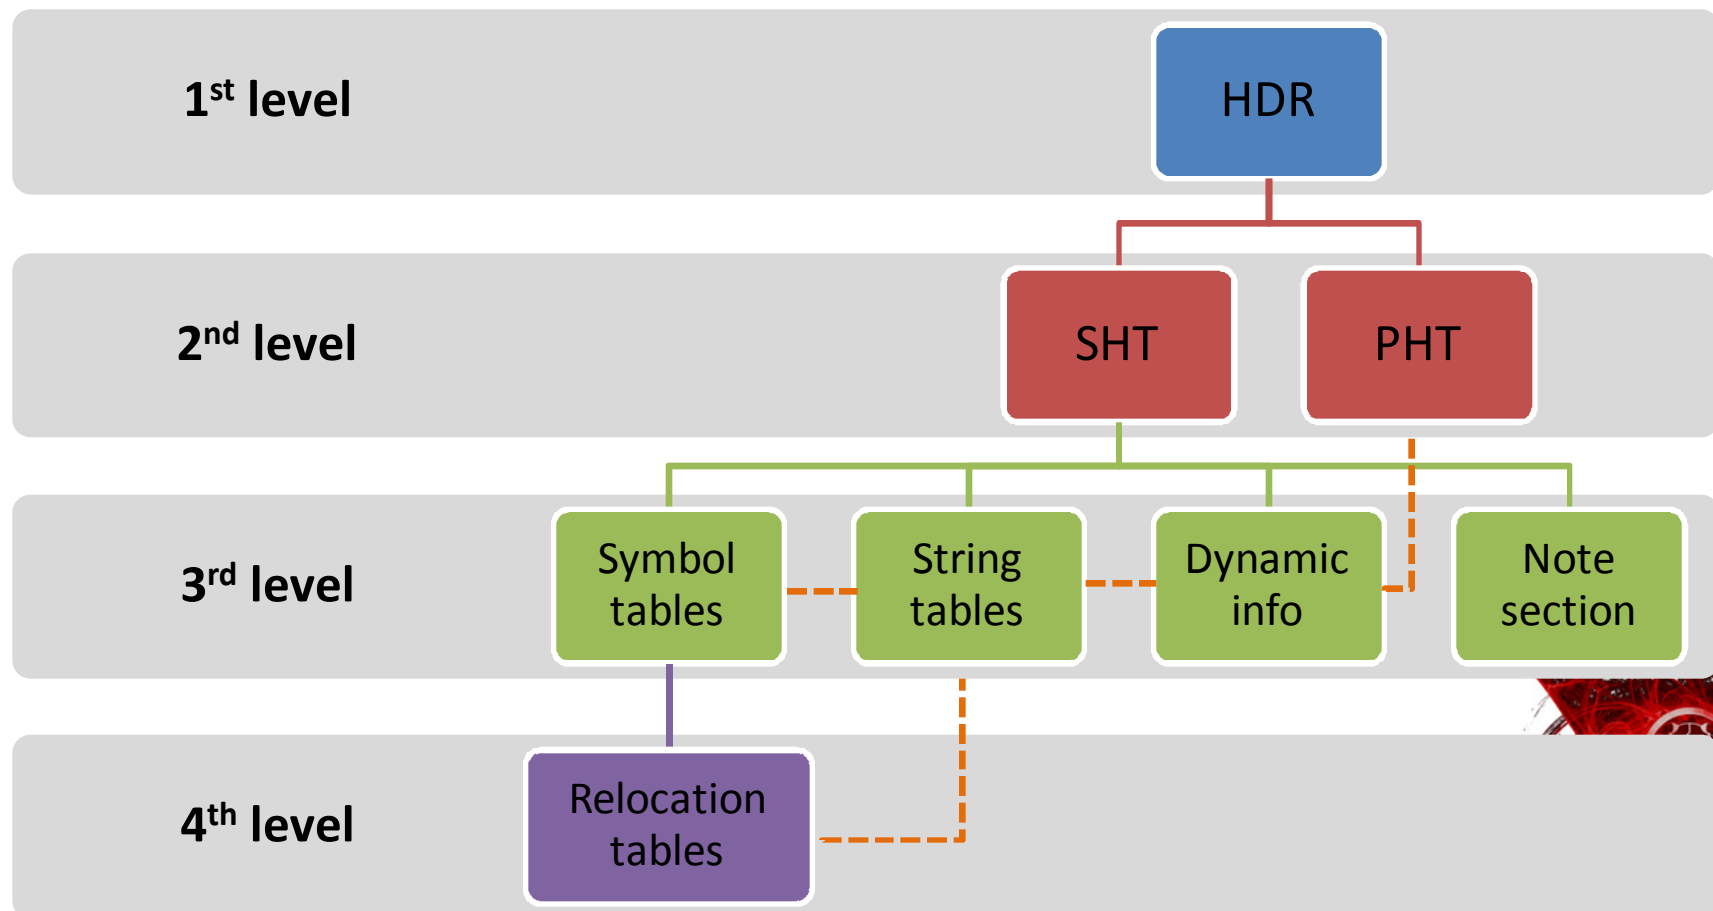 1st level
HDR
2nd level
SHT
PHT
3rd level
Symbol
tables
String
tables
Dynamic
info
Note
section
4th level
Relocation
tables